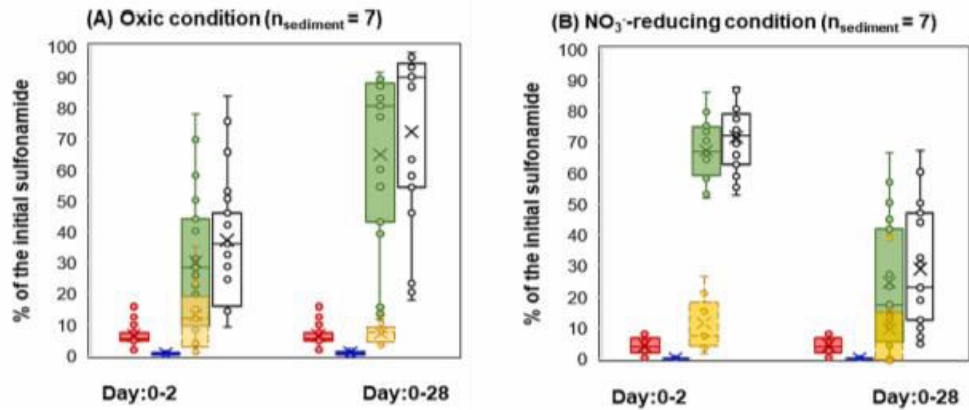 (A) Oxic condition (n_sediment = 7)
% of the initial sulfonamide
100
90
80
70
60
50
40
30
20
10
0
Day:0-2
Day:0-28
(B) NO₃⁻-reducing condition (n_sediment = 7)
% of the initial sulfonamide
100
90
80
70
60
50
40
30
20
10
0
Day:0-2
Day:0-28